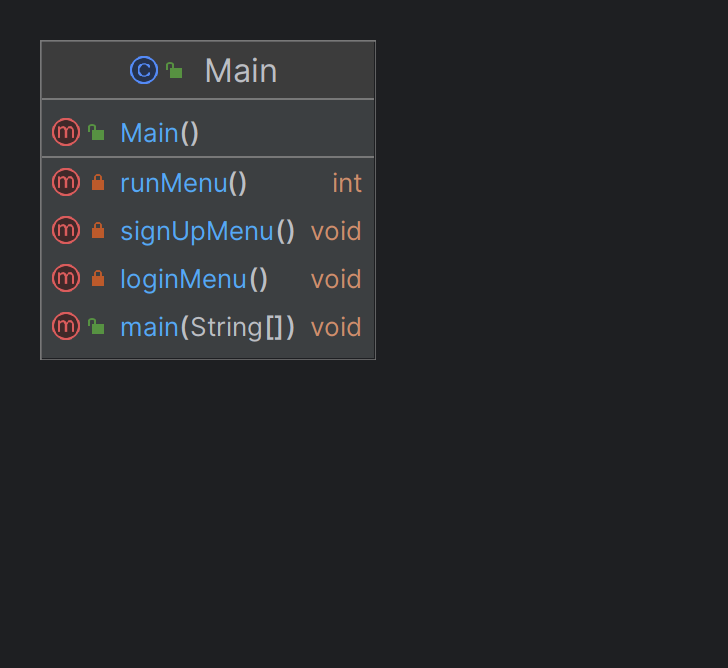 C Main
m Main()
m runMenu() int
m signUpMenu() void
m loginMenu() void
m main(String[]) void